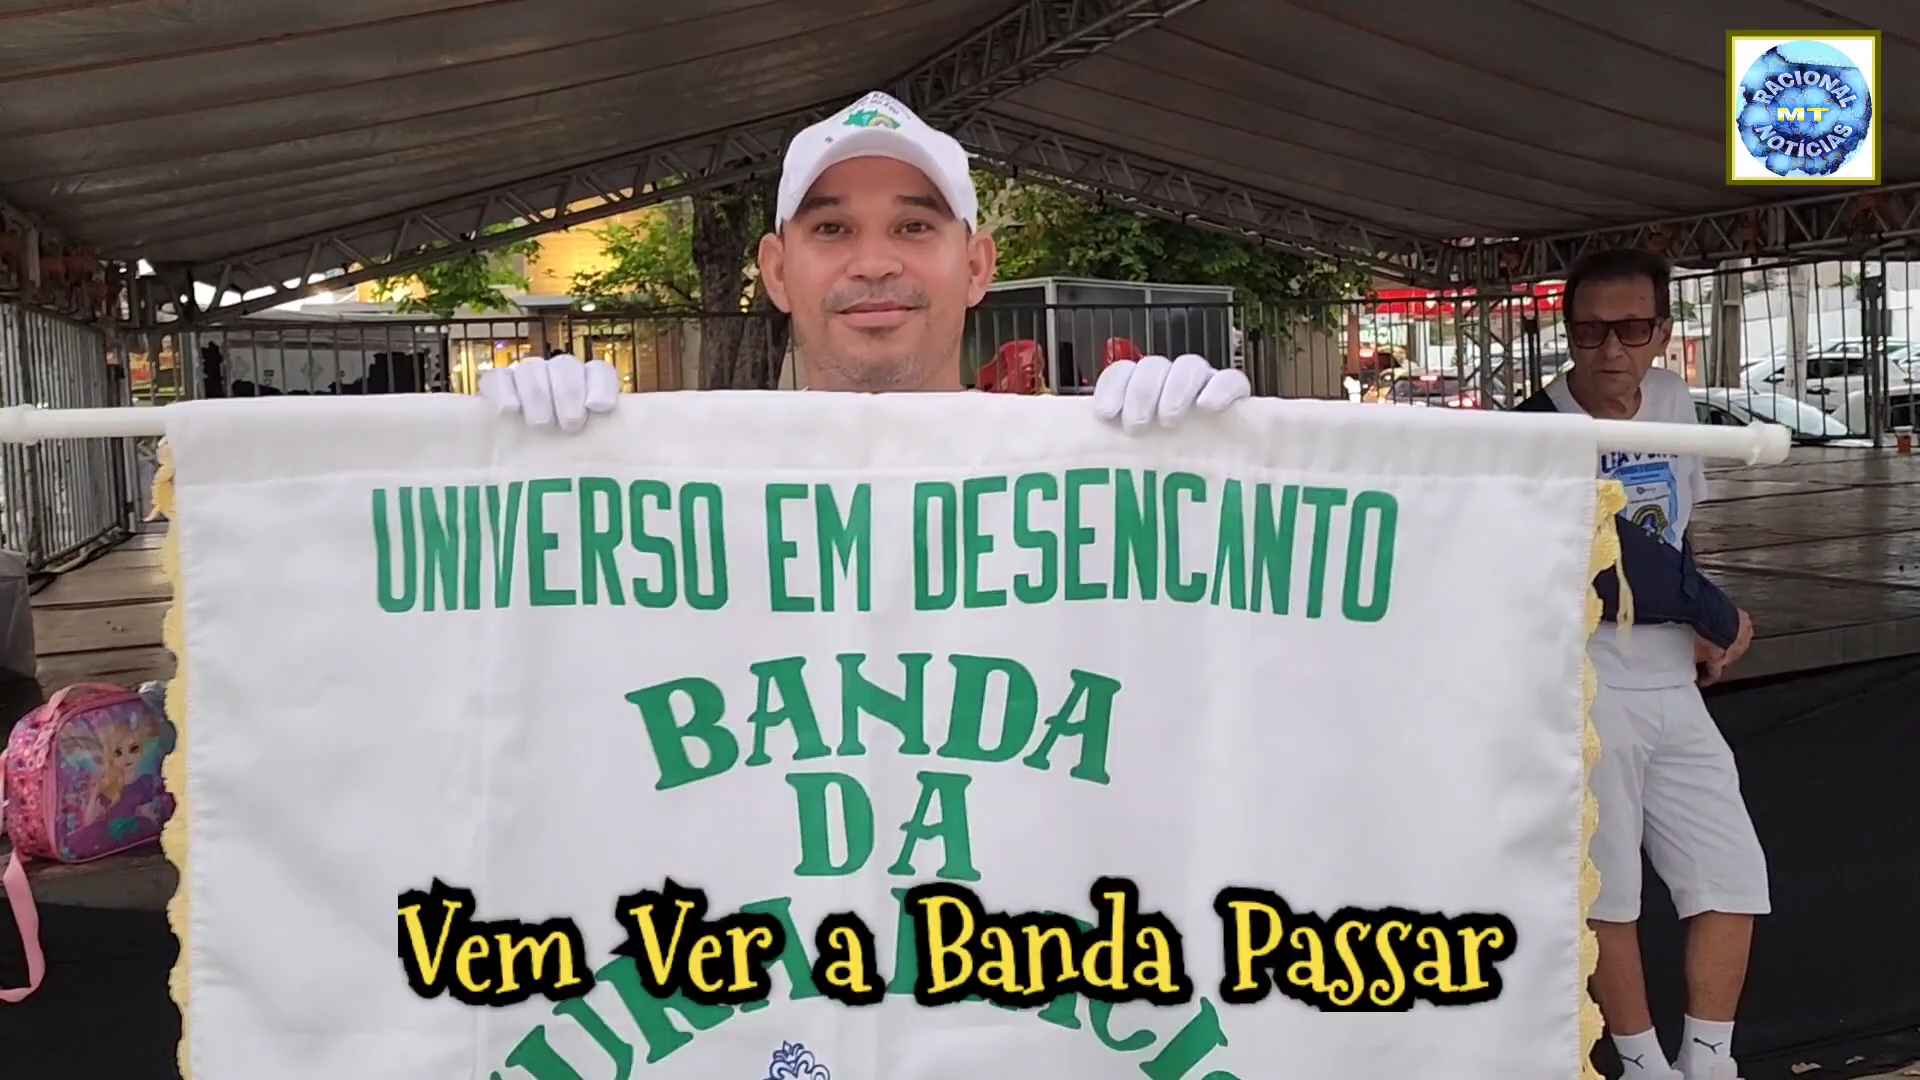 RACIONAL
MT
NOTÍCIAS
UNIVERSO EM DESENCANTO
BANDA
DA
Vem Ver a Banda Passar